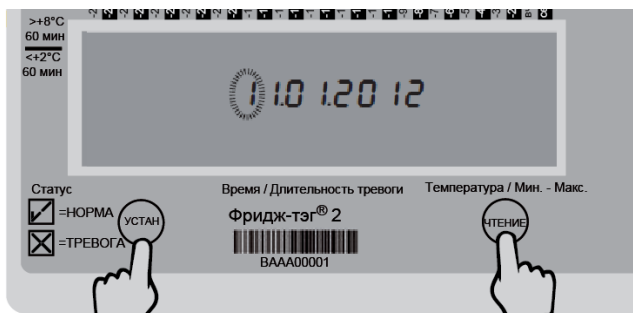 >+8°C
60 мин
<+2°C
60 мин
11.01.2012
Статус
=НОРМА
=ТРЕВОГА
УСТАН
Время / Длительность тревоги
Температура / Мин. - Макс.
Фридж-тэг® 2
BAAA00001
ЧТЕНИЕ